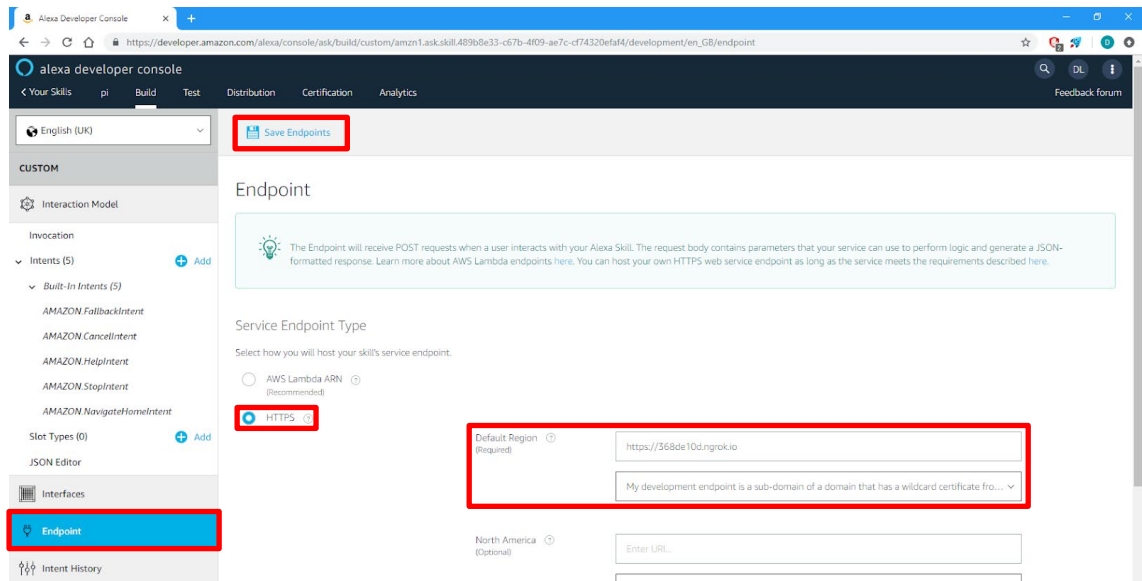 a Alexa Developer Console
https://developer.amazon.com/alexa/console/ask/build/custom/amzn1.ask.skill.489b8e33-c67b-4f09-ae7c-cf74320efaf4/development/en_GB/endpoint
2
D
alexa developer console
DL
< Your Skills pi Build Test Distribution Certification Analytics Feedback forum
English (UK)
Save Endpoints
CUSTOM
Interaction Model
Invocation
Intents (5) Add
Built-In Intents (5)
AMAZON.FallbackIntent
AMAZON.CancelIntent
AMAZON.HelpIntent
AMAZON.StopIntent
AMAZON.NavigateHomeIntent
Slot Types (0) Add
JSON Editor
Interfaces
Endpoint
Intent History
Endpoint
The Endpoint will receive POST requests when a user interacts with your Alexa Skill. The request body contains parameters that your service can use to perform logic and generate a JSON-
formatted response. Learn more about AWS Lambda endpoints here. You can host your own HTTPS web service endpoint as long as the service meets the requirements described here.
Service Endpoint Type
Select how you will host your skill's service endpoint.
AWS Lambda ARN ?
(Recommended)
HTTPS ?
Default Region ?
(Required)
https://368de10d.ngrok.io
My development endpoint is a sub-domain of a domain that has a wildcard certificate fro...
North America ?
(Optional)
Enter URL...